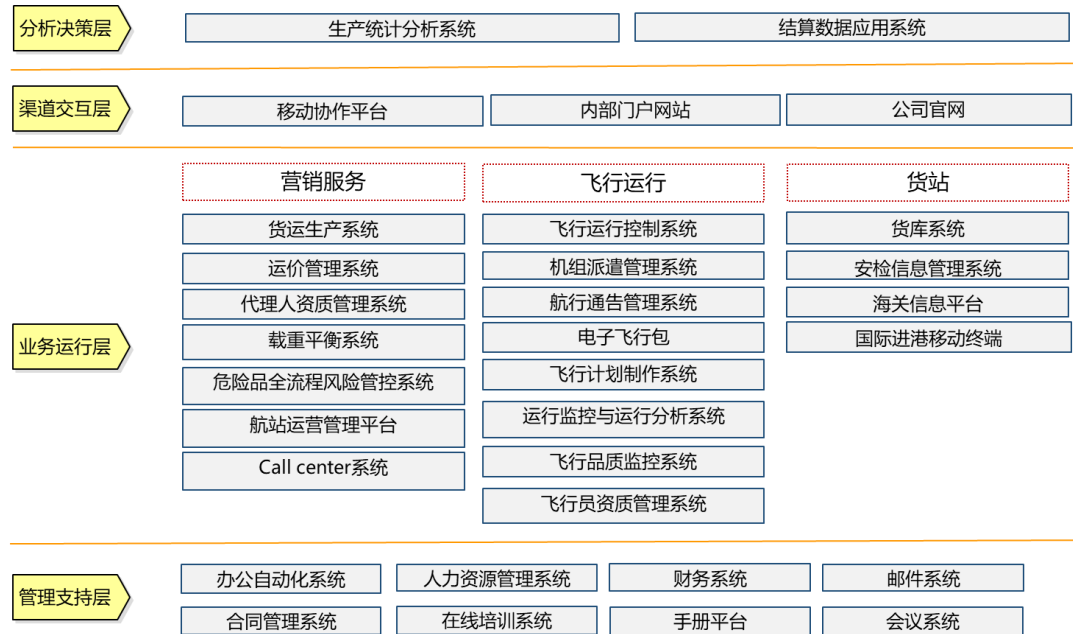 分析决策层
生产统计分析系统
结算数据应用系统
渠道交互层
移动协作平台
内部门户网站
公司官网
业务运行层
营销服务
货运生产系统
运价管理系统
代理人资质管理系统
载重平衡系统
危险品全流程风险管控系统
航站运营管理平台
Call center系统
飞行运行
飞行运行控制系统
机组派遣管理系统
航行通告管理系统
电子飞行包
飞行计划制作系统
运行监控与运行分析系统
飞行品质监控系统
飞行员资质管理系统
货站
货库系统
安检信息管理系统
海关信息平台
国际进港移动终端
管理支持层
办公自动化系统
人力资源管理系统
财务系统
邮件系统
合同管理系统
在线培训系统
手册平台
会议系统